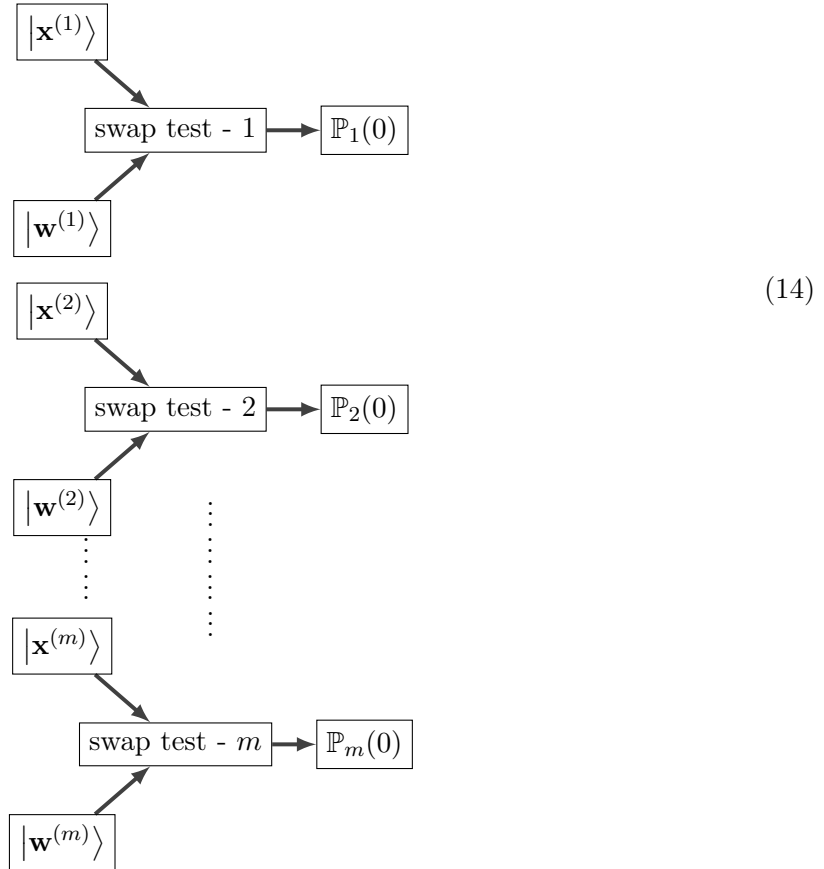 |x^(1)⟩
swap test - 1 ℙ₁(0)
|w^(1)⟩
|x^(2)⟩
(14)
swap test - 2 ℙ₂(0)
|w^(2)⟩
|x^(m)⟩
swap test - m ℙₘ(0)
|w^(m)⟩